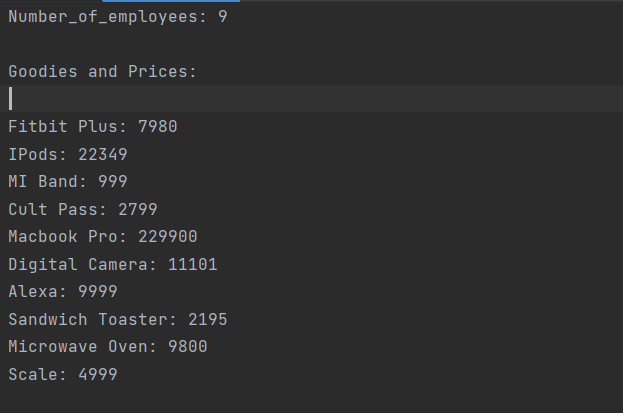 Number_of_employees: 9
Goodies and Prices:
Fitbit Plus: 7980
IPods: 22349
MI Band: 999
Cult Pass: 2799
Macbook Pro: 229900
Digital Camera: 11101
Alexa: 9999
Sandwich Toaster: 2195
Microwave Oven: 9800
Scale: 4999